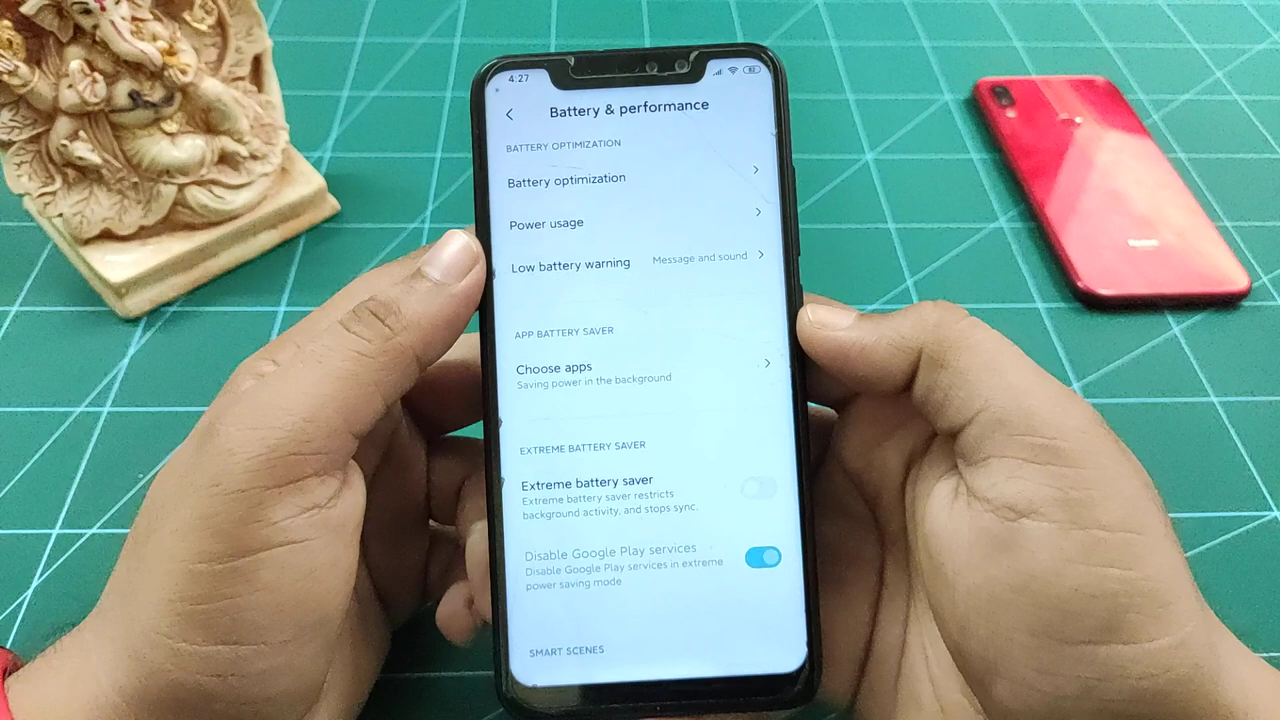 4:27
82
Battery & performance
BATTERY OPTIMIZATION
Battery optimization
Power usage
Low battery warning Message and sound
APP BATTERY SAVER
Choose apps
Saving power in the background
EXTREME BATTERY SAVER
Extreme battery saver
Extreme battery saver restricts
background activity, and stops sync.
Disable Google Play services
Disable Google Play services in extreme
power saving mode
SMART SCENES